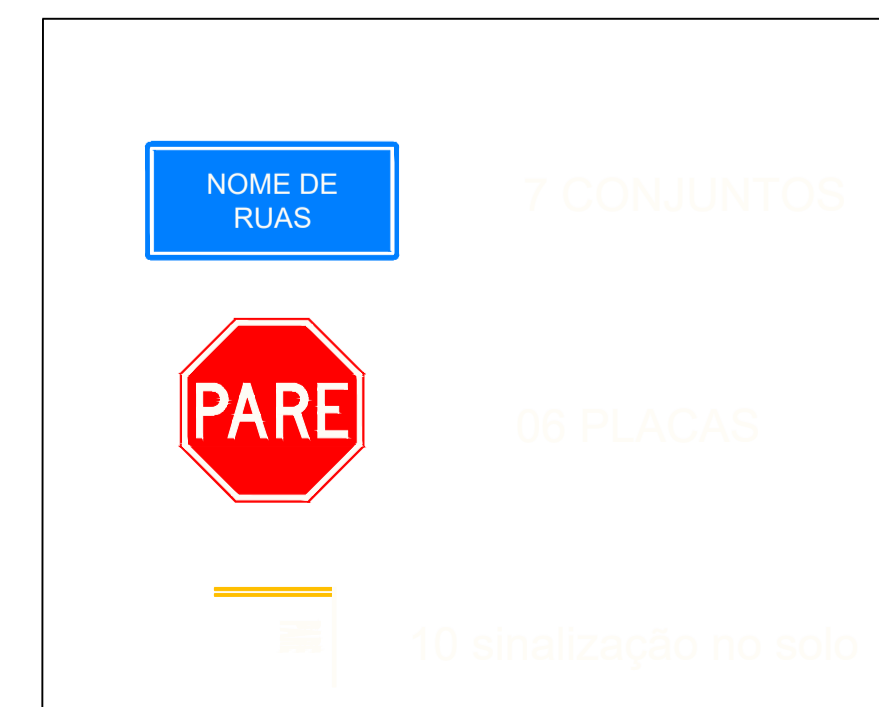 NOME DE
RUAS
7 CONJUNTOS
PARE
06 PLACAS
10 sinalização no solo